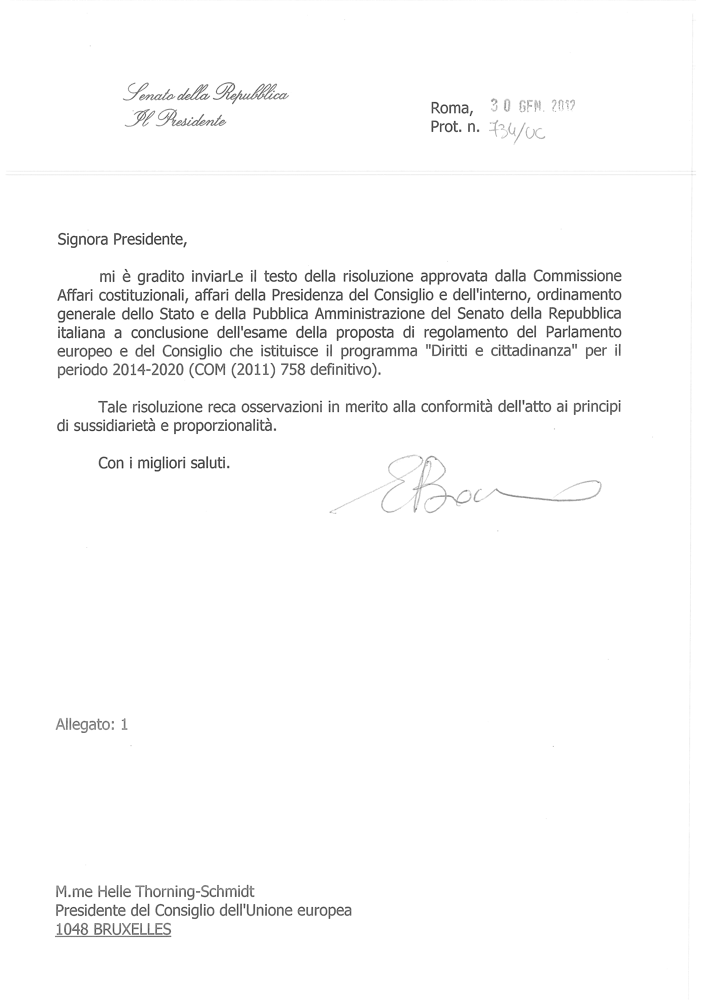 Senato della Repubblica
Il Presidente
Roma, 30 GEN. 2012
Prot. n. 734/UC
Signora Presidente,
mi è gradito inviarLe il testo della risoluzione approvata dalla Commissione
Affari costituzionali, affari della Presidenza del Consiglio e dell'interno, ordinamento
generale dello Stato e della Pubblica Amministrazione del Senato della Repubblica
italiana a conclusione dell'esame della proposta di regolamento del Parlamento
europeo e del Consiglio che istituisce il programma "Diritti e cittadinanza" per il
periodo 2014-2020 (COM (2011) 758 definitivo).
Tale risoluzione reca osservazioni in merito alla conformità dell'atto ai principi
di sussidiarietà e proporzionalità.
Con i migliori saluti.
Allegato: 1
M.me Helle Thorning-Schmidt
Presidente del Consiglio dell'Unione europea
1048 BRUXELLES